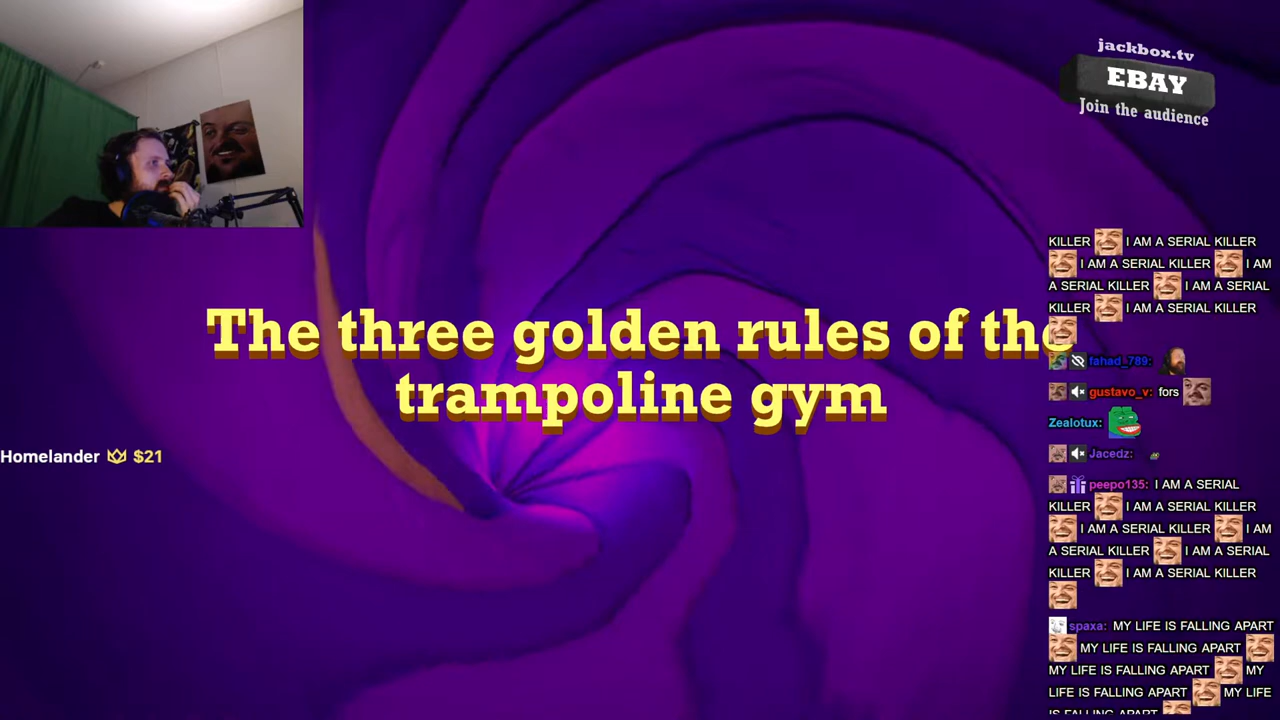 jackbox.tv
EBAY
Join the audience
The three golden rules of the
trampoline gym
Homelander $21
KILLER I AM A SERIAL KILLER
I AM A SERIAL KILLER I AM
A SERIAL KILLER I AM A SERIAL
KILLER I AM A SERIAL KILLER
fahad_789:
gustavo_v: fors
Zealotux:
Jacedz:
peepo135: I AM A SERIAL
KILLER I AM A SERIAL KILLER
I AM A SERIAL KILLER I AM
A SERIAL KILLER I AM A SERIAL
KILLER I AM A SERIAL KILLER
spaxa: MY LIFE IS FALLING APART
MY LIFE IS FALLING APART
MY LIFE IS FALLING APART MY
LIFE IS FALLING APART MY LIFE
IS FALLING APART